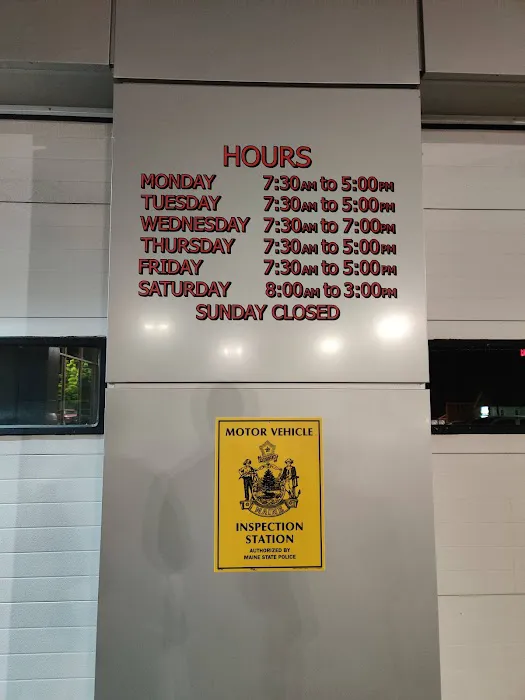 HOURS
MONDAY 7:30AM to 5:00PM
TUESDAY 7:30AM to 5:00PM
WEDNESDAY 7:30AM to 7:00PM
THURSDAY 7:30AM to 5:00PM
FRIDAY 7:30AM to 5:00PM
SATURDAY 8:00AM to 3:00PM
SUNDAY CLOSED
MOTOR VEHICLE
MAINE
INSPECTION
STATION
AUTHORIZED BY
MAINE STATE POLICE